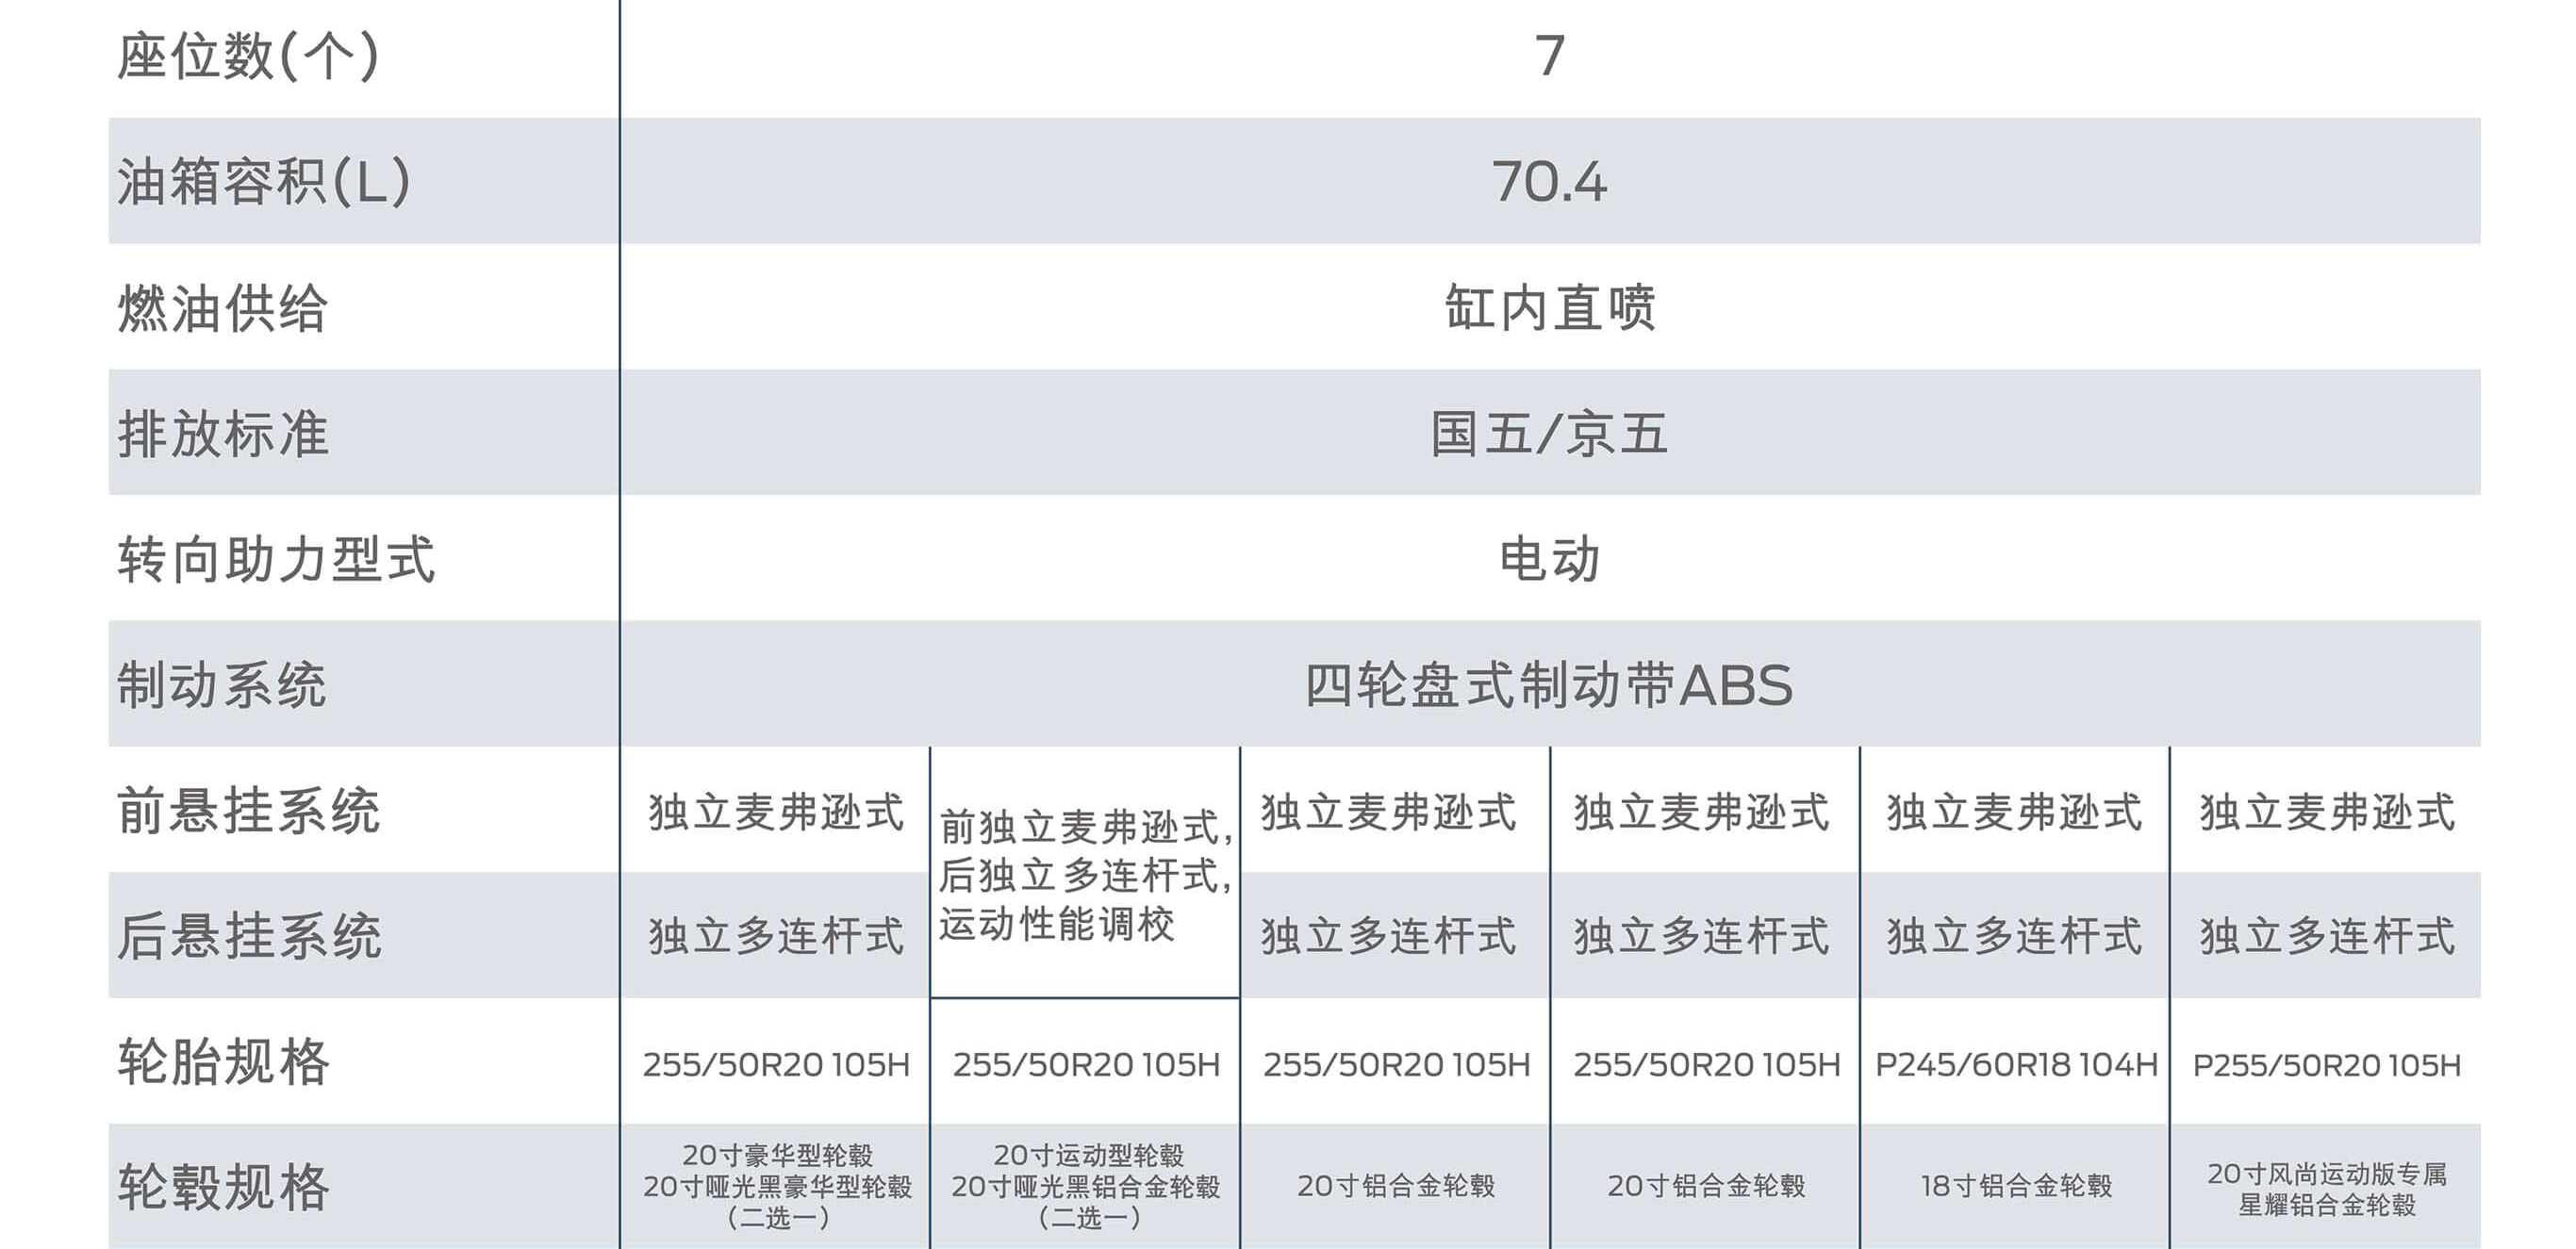 座位数(个) 7
油箱容积(L) 70.4
燃油供给 缸内直喷
排放标准 国五/京五
转向助力型式 电动
制动系统 四轮盘式制动带ABS
前悬挂系统 独立麦弗逊式 独立麦弗逊式 独立麦弗逊式 独立麦弗逊式 独立麦弗逊式
前独立麦弗逊式,
后独立多连杆式,
运动性能调校
后悬挂系统 独立多连杆式 独立多连杆式 独立多连杆式 独立多连杆式 独立多连杆式
轮胎规格 255/50R20 105H 255/50R20 105H 255/50R20 105H 255/50R20 105H P245/60R18 104H P255/50R20 105H
轮毂规格
20寸豪华型轮毂
20寸哑光黑豪华型轮毂
(二选一)
20寸运动型轮毂
20寸哑光黑铝合金轮毂
(二选一)
20寸铝合金轮毂
20寸铝合金轮毂
18寸铝合金轮毂
20寸风尚运动版专属
星耀铝合金轮毂